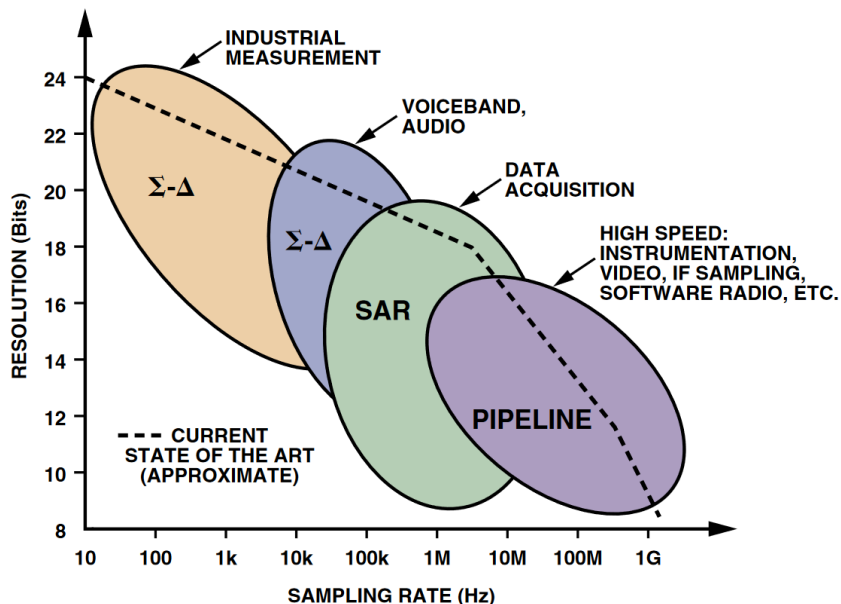 INDUSTRIAL
MEASUREMENT
VOICEBAND,
AUDIO
DATA
ACQUISITION
HIGH SPEED:
INSTRUMENTATION,
VIDEO, IF SAMPLING,
SOFTWARE RADIO, ETC.
RESOLUTION (Bits)
24
22
20
18
16
14
12
10
8
Σ-Δ
Σ-Δ
SAR
PIPELINE
CURRENT
STATE OF THE ART
(APPROXIMATE)
10 100 1k 10k 100k 1M 10M 100M 1G
SAMPLING RATE (Hz)